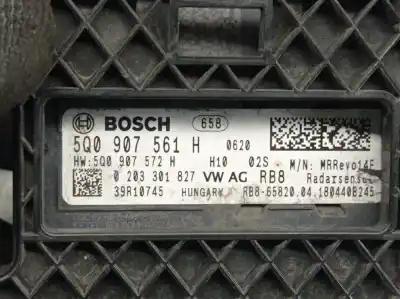 BOSCH 658
5Q0 907 561 H 0620
HW:5Q0 907 572 H H10 02S M/N: MRRevo14F
0 203 301 827 VW AG RB8 Radarsensor
39R10745 HUNGARY RB8-65820.04.180440B245